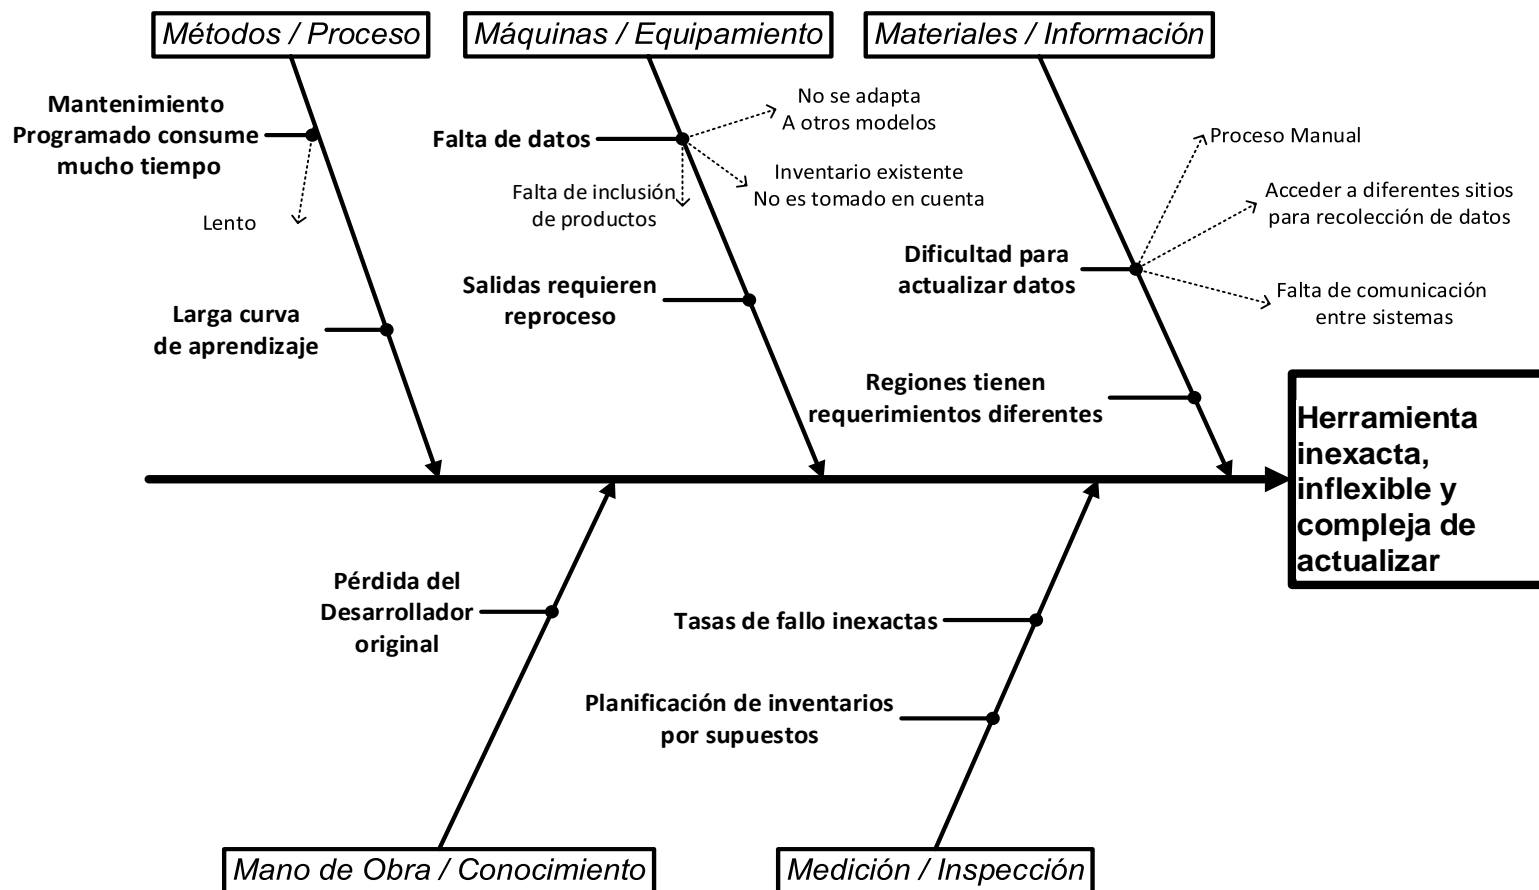 Métodos / Proceso
Máquinas / Equipamiento
Materiales / Información
Mantenimiento
Programado consume
mucho tiempo
Lento
Larga curva
de aprendizaje
Falta de datos
No se adapta
A otros modelos
Inventario existente
No es tomado en cuenta
Falta de inclusión
de productos
Salidas requieren
reproceso
Proceso Manual
Acceder a diferentes sitios
para recolección de datos
Dificultad para
actualizar datos
Falta de comunicación
entre sistemas
Regiones tienen
requerimientos diferentes
Herramienta
inexacta,
inflexible y
compleja de
actualizar
Pérdida del
Desarrollador
original
Tasas de fallo inexactas
Planificación de inventarios
por supuestos
Mano de Obra / Conocimiento
Medición / Inspección